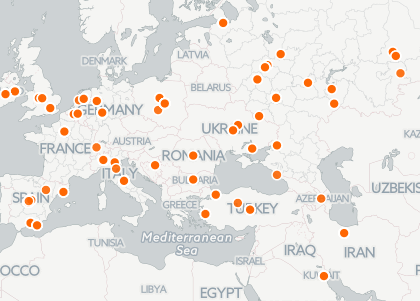 LATVIA
DENMARK
BELARUS
GERMANY
UKRAINE
AUSTRIA
FRANCE
ROMANIA
ITALY
BULGARIA
AZERBAIJAN
UZBEKIS
SPAIN
GREECE
TURKEY
Mediterranean
Sea
TUNISIA
IRAQ
IRAN
ISRAEL
OCCO
KUWAIT
LIBYA
EGYPT